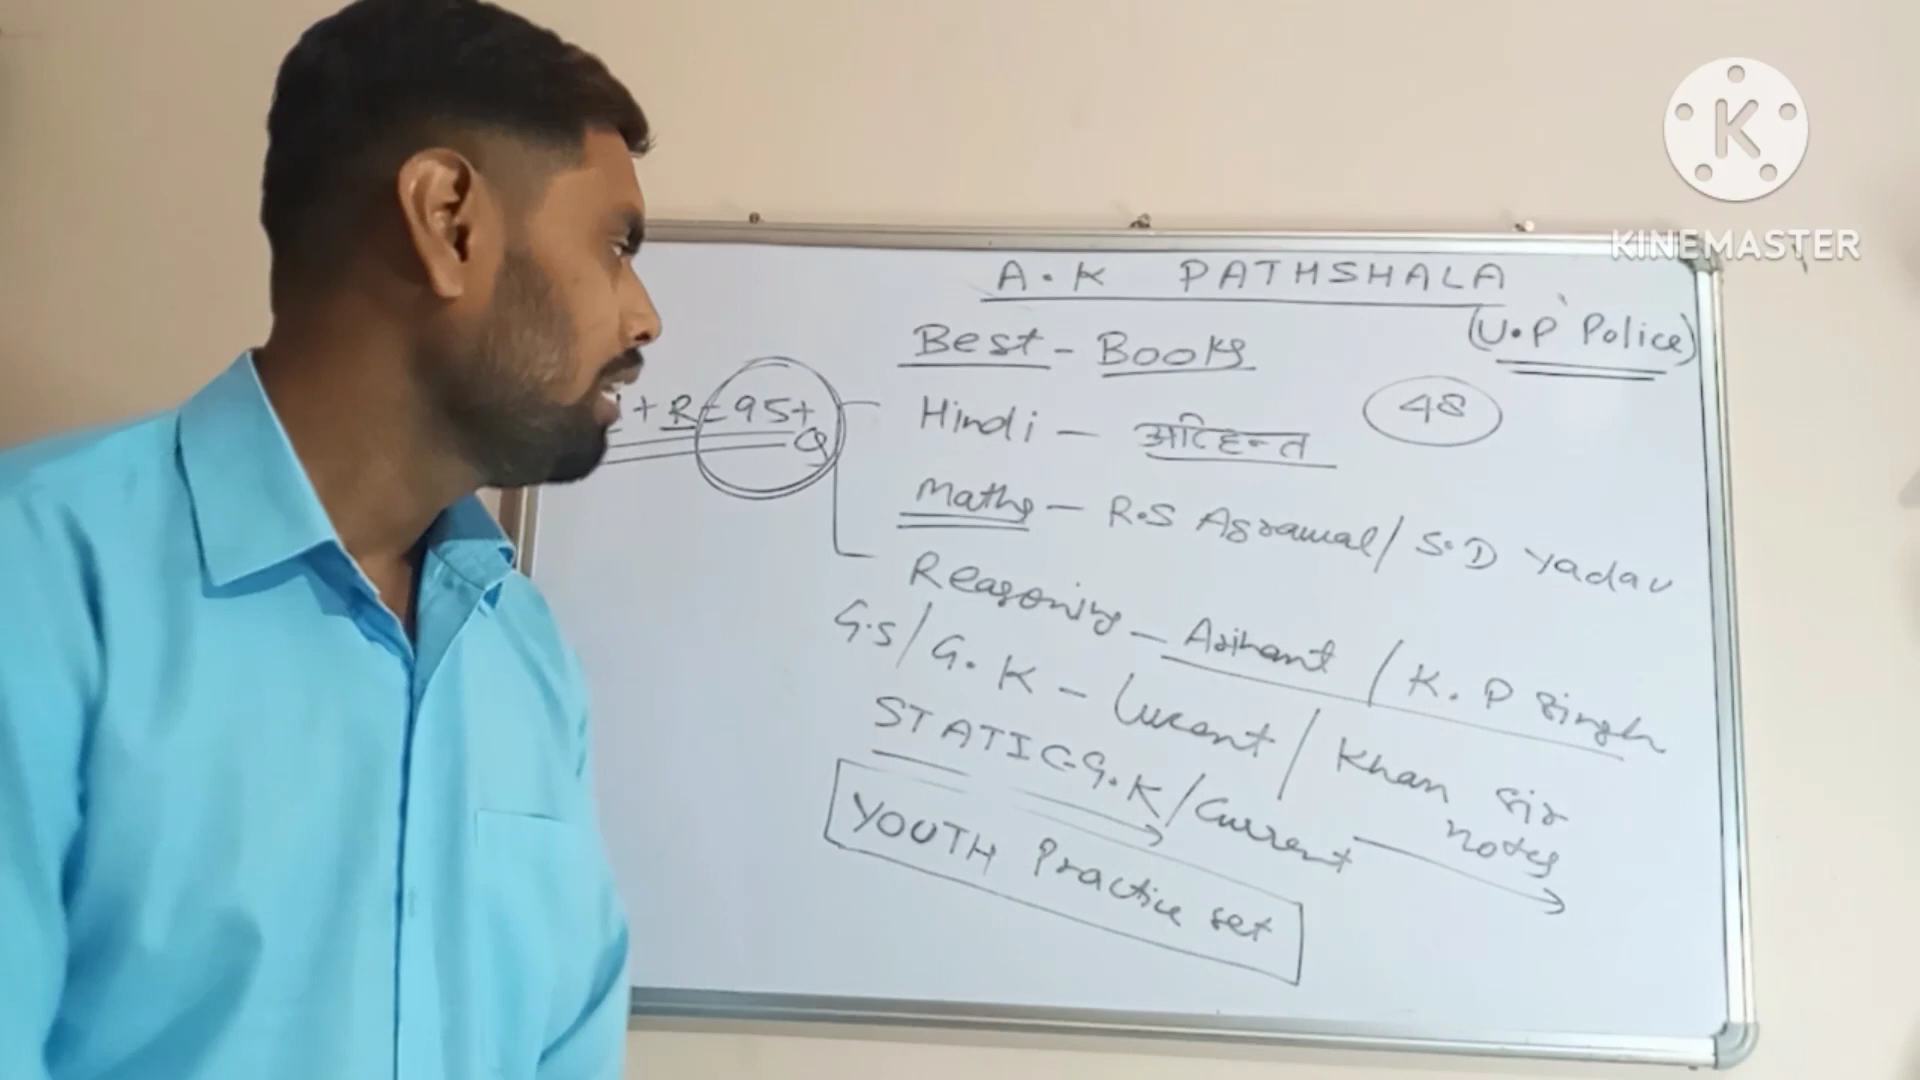 K
KINEMASTER
A.K PATHSHALA
(U.P Police)
Best - Books
+ R = 95+
Q
Hindi - अरिहन्त
48
Maths - R.S Agrawal / S.D Yadav
Reasoning - Arihant / K.P Singh
G.S / G.K - Lucent / Khan Sir
notes
STATIC G.K / Current
YOUTH Practice set